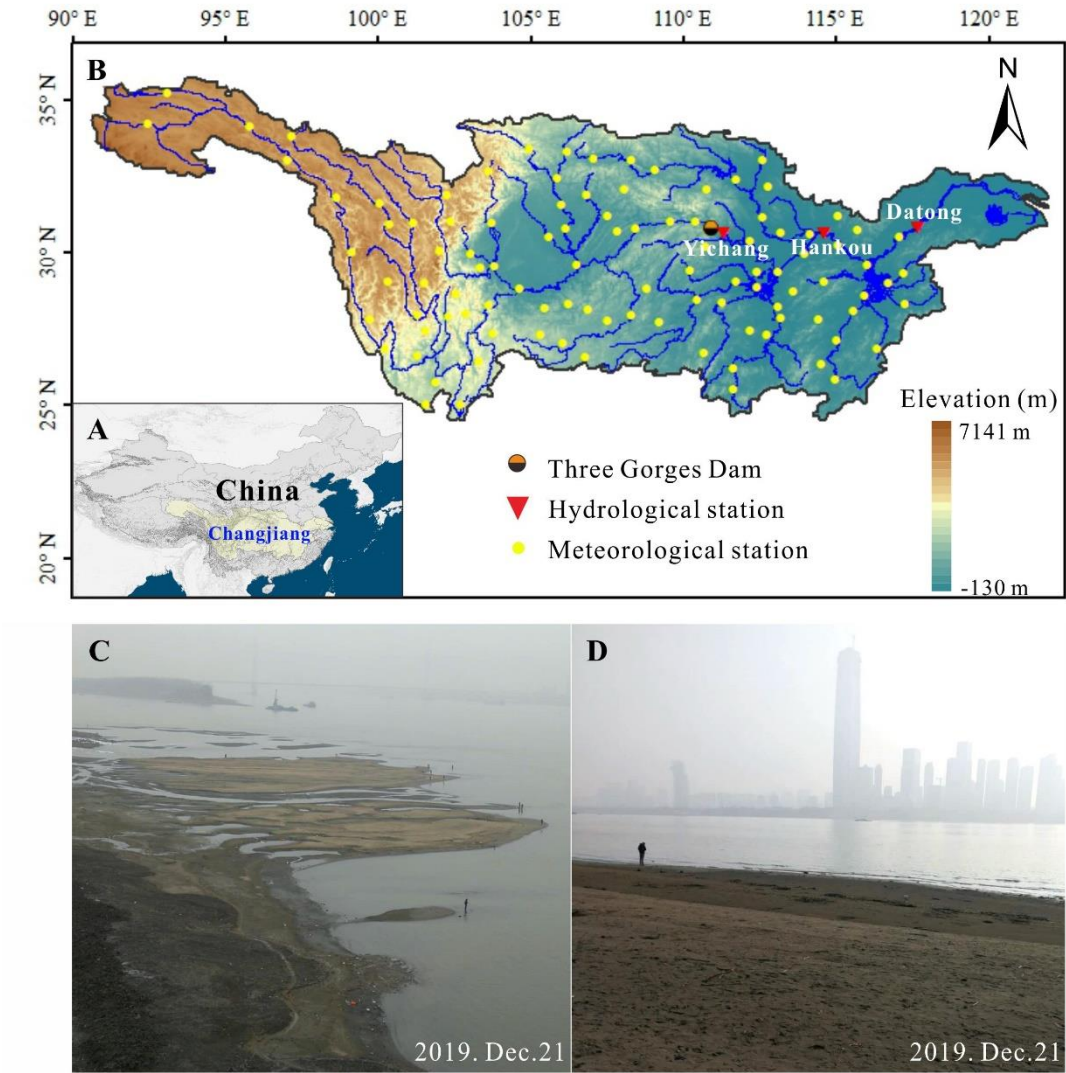 90° E 95° E 100° E 105° E 110° E 115° E 120° E
B
N
35° N
30° N
25° N
20° N
Datong
Yichang
Hankou
A
China
Changjiang
Elevation (m)
7141 m
-130 m
Three Gorges Dam
Hydrological station
Meteorological station
C
2019. Dec.21
D
2019. Dec.21